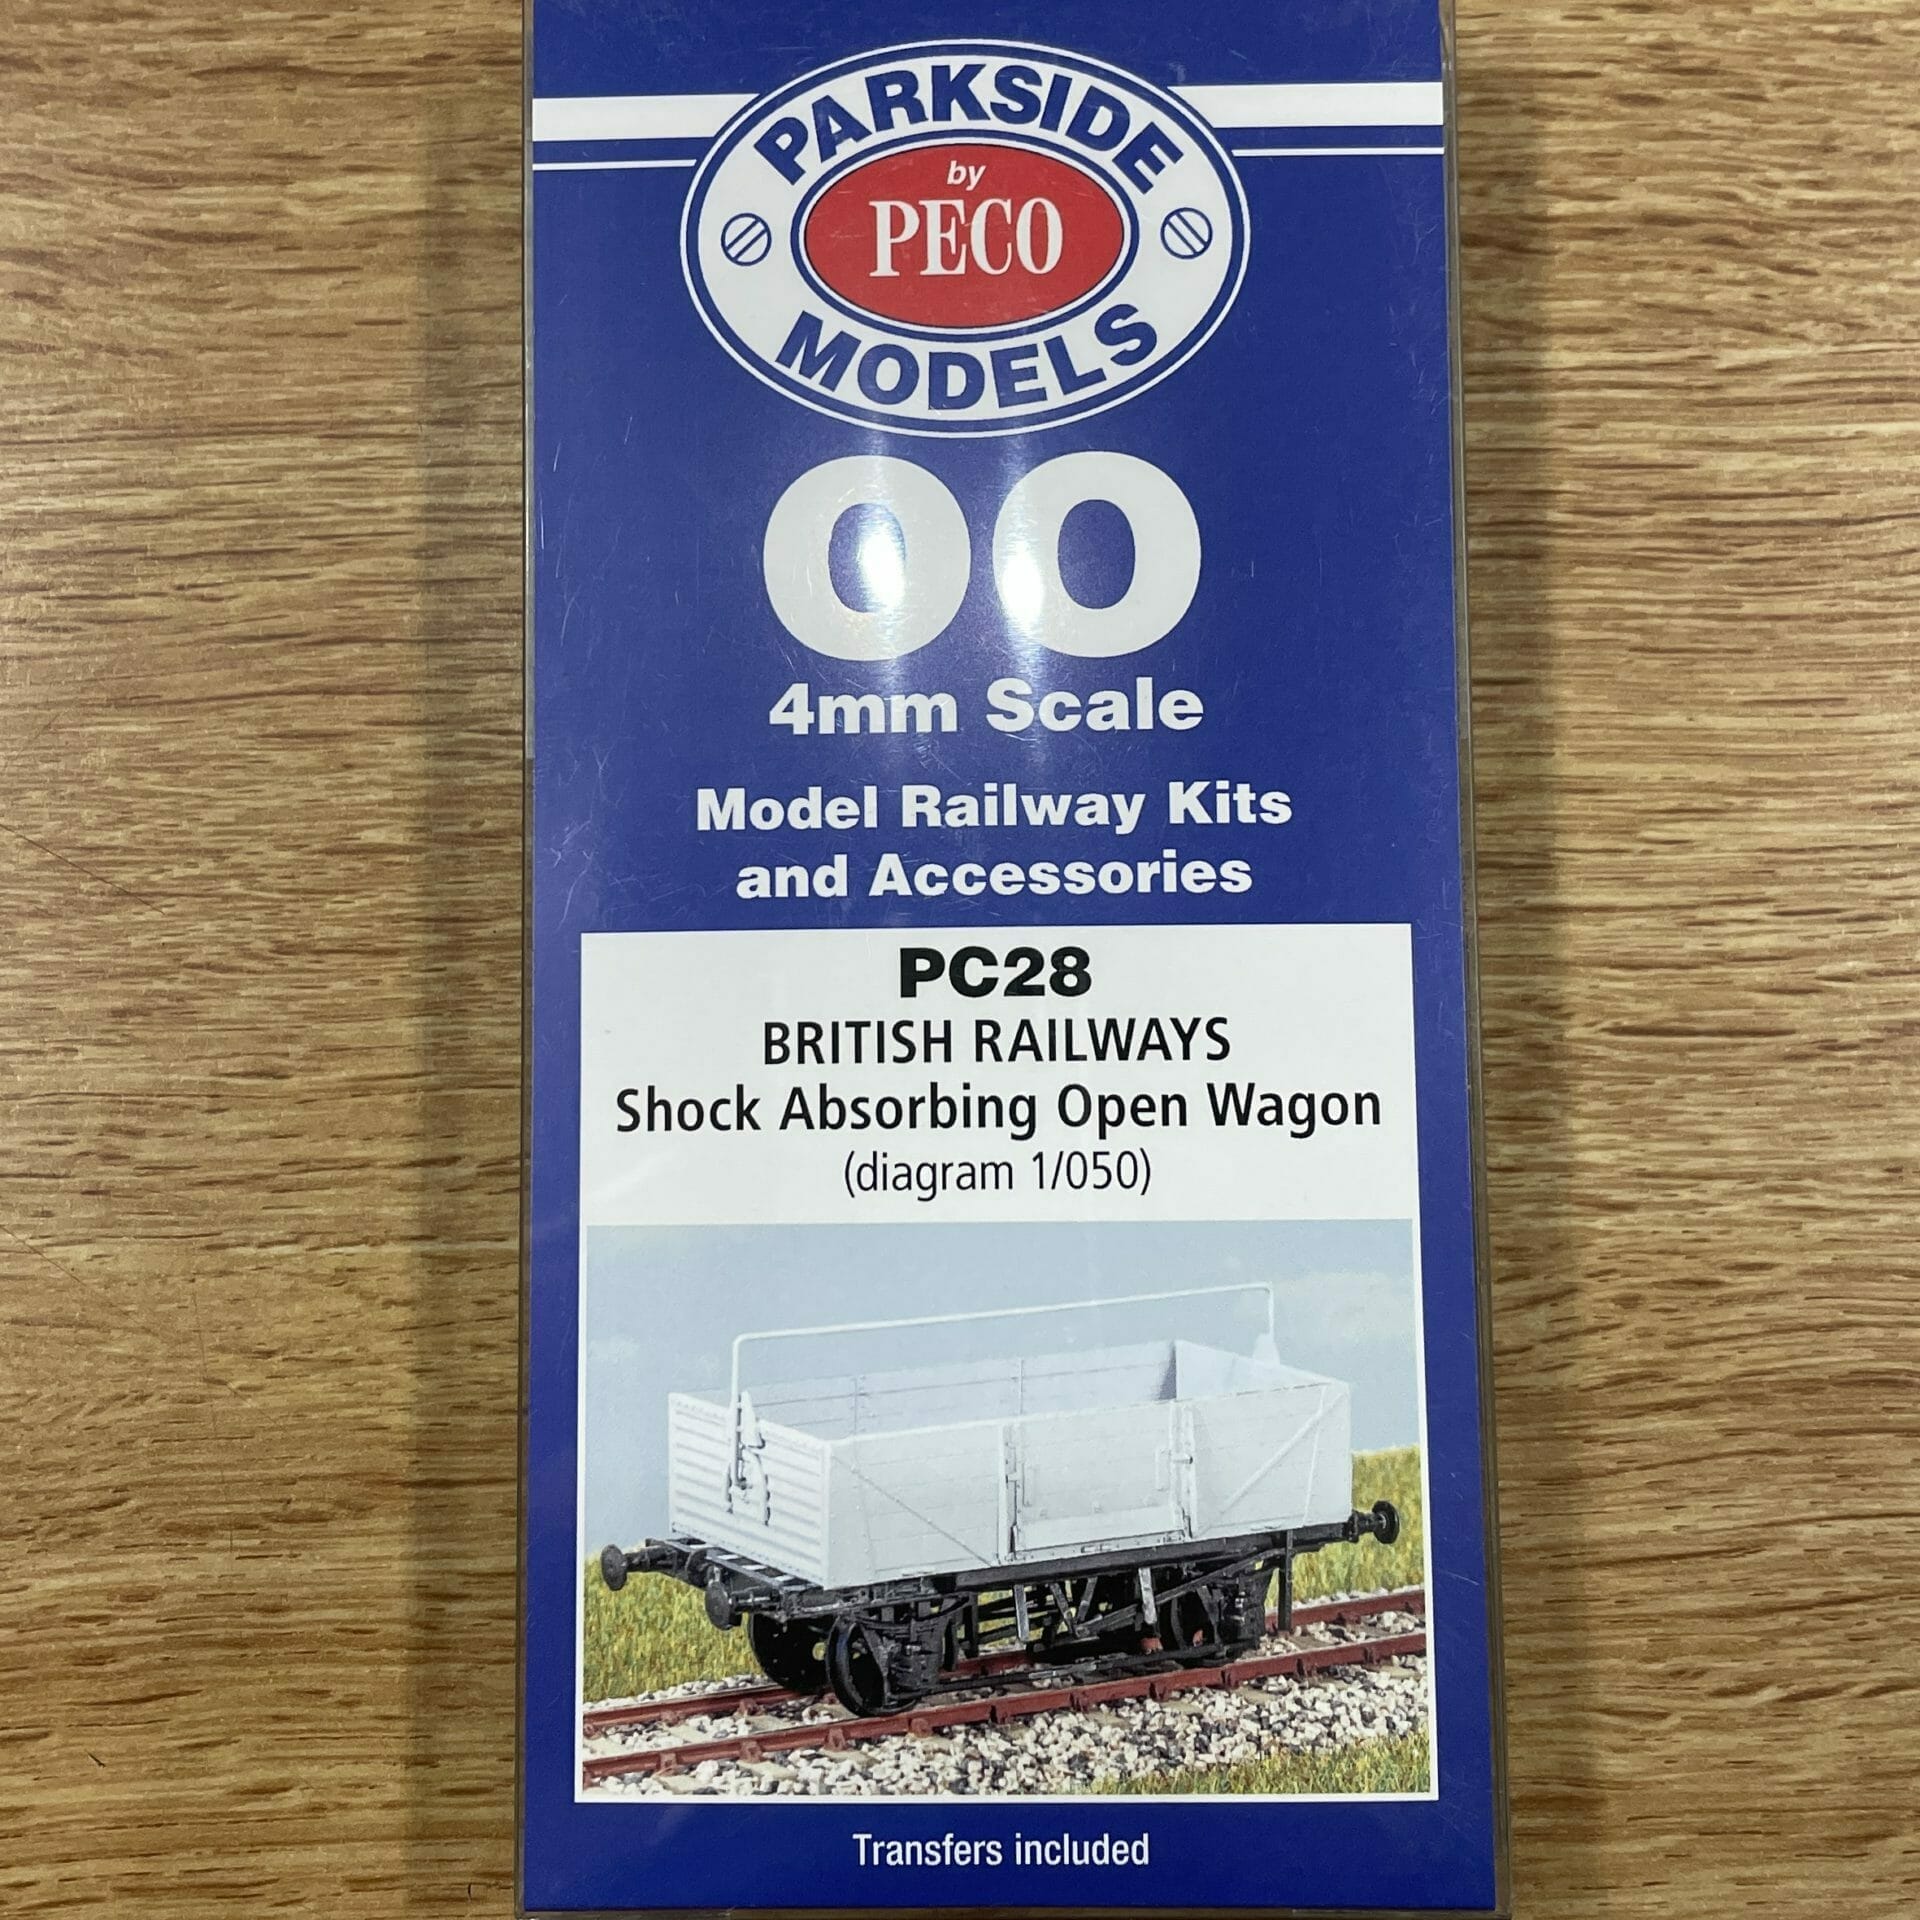 PARKSIDE
by
PECO
MODELS
OO
4mm Scale
Model Railway Kits
and Accessories
PC28
BRITISH RAILWAYS
Shock Absorbing Open Wagon
(diagram 1/050)
Transfers included